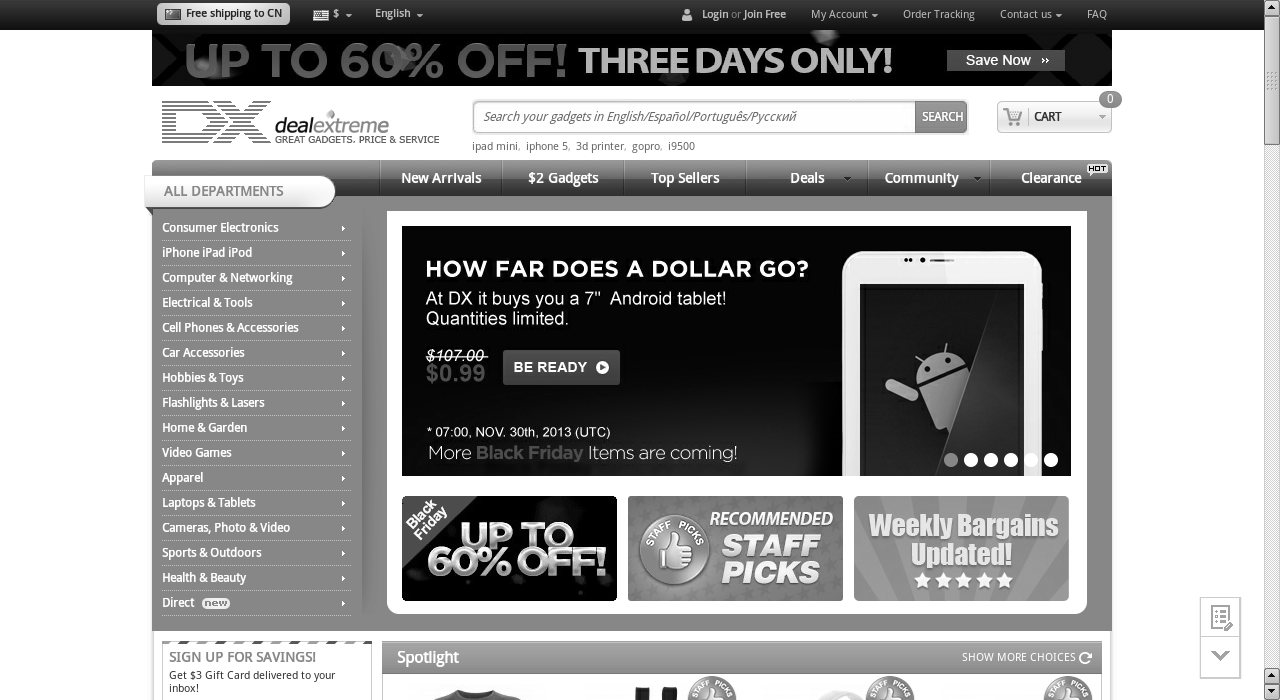 Free shipping to CN
$
English
Login or Join Free
My Account
Order Tracking
Contact us
FAQ
UP TO 60% OFF! THREE DAYS ONLY!
Save Now
DX dealextreme
GREAT GADGETS. PRICE & SERVICE
Search your gadgets in English/Español/Português/Русский
SEARCH
CART
0
ipad mini, iphone 5, 3d printer, gopro, i9500
ALL DEPARTMENTS
New Arrivals
$2 Gadgets
Top Sellers
Deals
Community
Clearance
HOT
Consumer Electronics
iPhone iPad iPod
Computer & Networking
Electrical & Tools
Cell Phones & Accessories
Car Accessories
Hobbies & Toys
Flashlights & Lasers
Home & Garden
Video Games
Apparel
Laptops & Tablets
Cameras, Photo & Video
Sports & Outdoors
Health & Beauty
Direct new
HOW FAR DOES A DOLLAR GO?
At DX it buys you a 7" Android tablet!
Quantities limited.
$107.00
$0.99
BE READY
* 07:00, NOV. 30th, 2013 (UTC)
More Black Friday Items are coming!
Black Friday
UP TO
60% OFF!
STAFF PICKS
RECOMMENDED
STAFF
PICKS
Weekly Bargains
Updated!
SIGN UP FOR SAVINGS!
Get $3 Gift Card delivered to your
inbox!
Spotlight
SHOW MORE CHOICES
STAFF PICKS
STAFF PICKS
STAFF PICKS